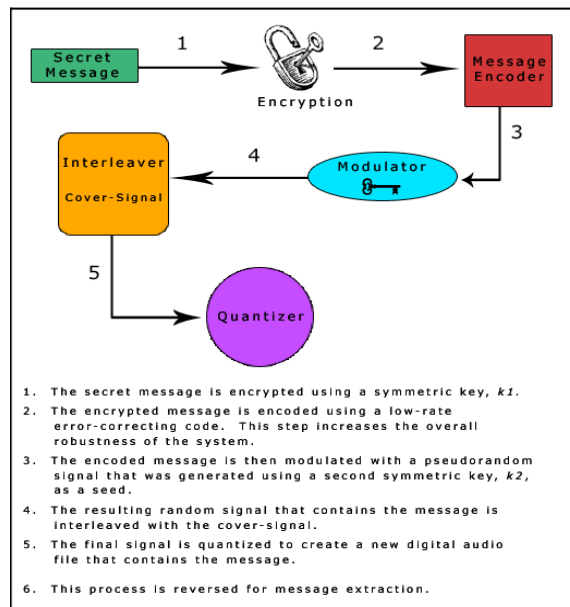 1
2
Secret
Message
Encryption
Message
Encoder
3
4
Interleaver
Cover-Signal
Modulator
5
Quantizer
1. The secret message is encrypted using a symmetric key, k1.
2. The encrypted message is encoded using a low-rate
error-correcting code. This step increases the overall
robustness of the system.
3. The encoded message is then modulated with a pseudorandom
signal that was generated using a second symmetric key, k2,
as a seed.
4. The resulting random signal that contains the message is
interleaved with the cover-signal.
5. The final signal is quantized to create a new digital audio
file that contains the message.
6. This process is reversed for message extraction.